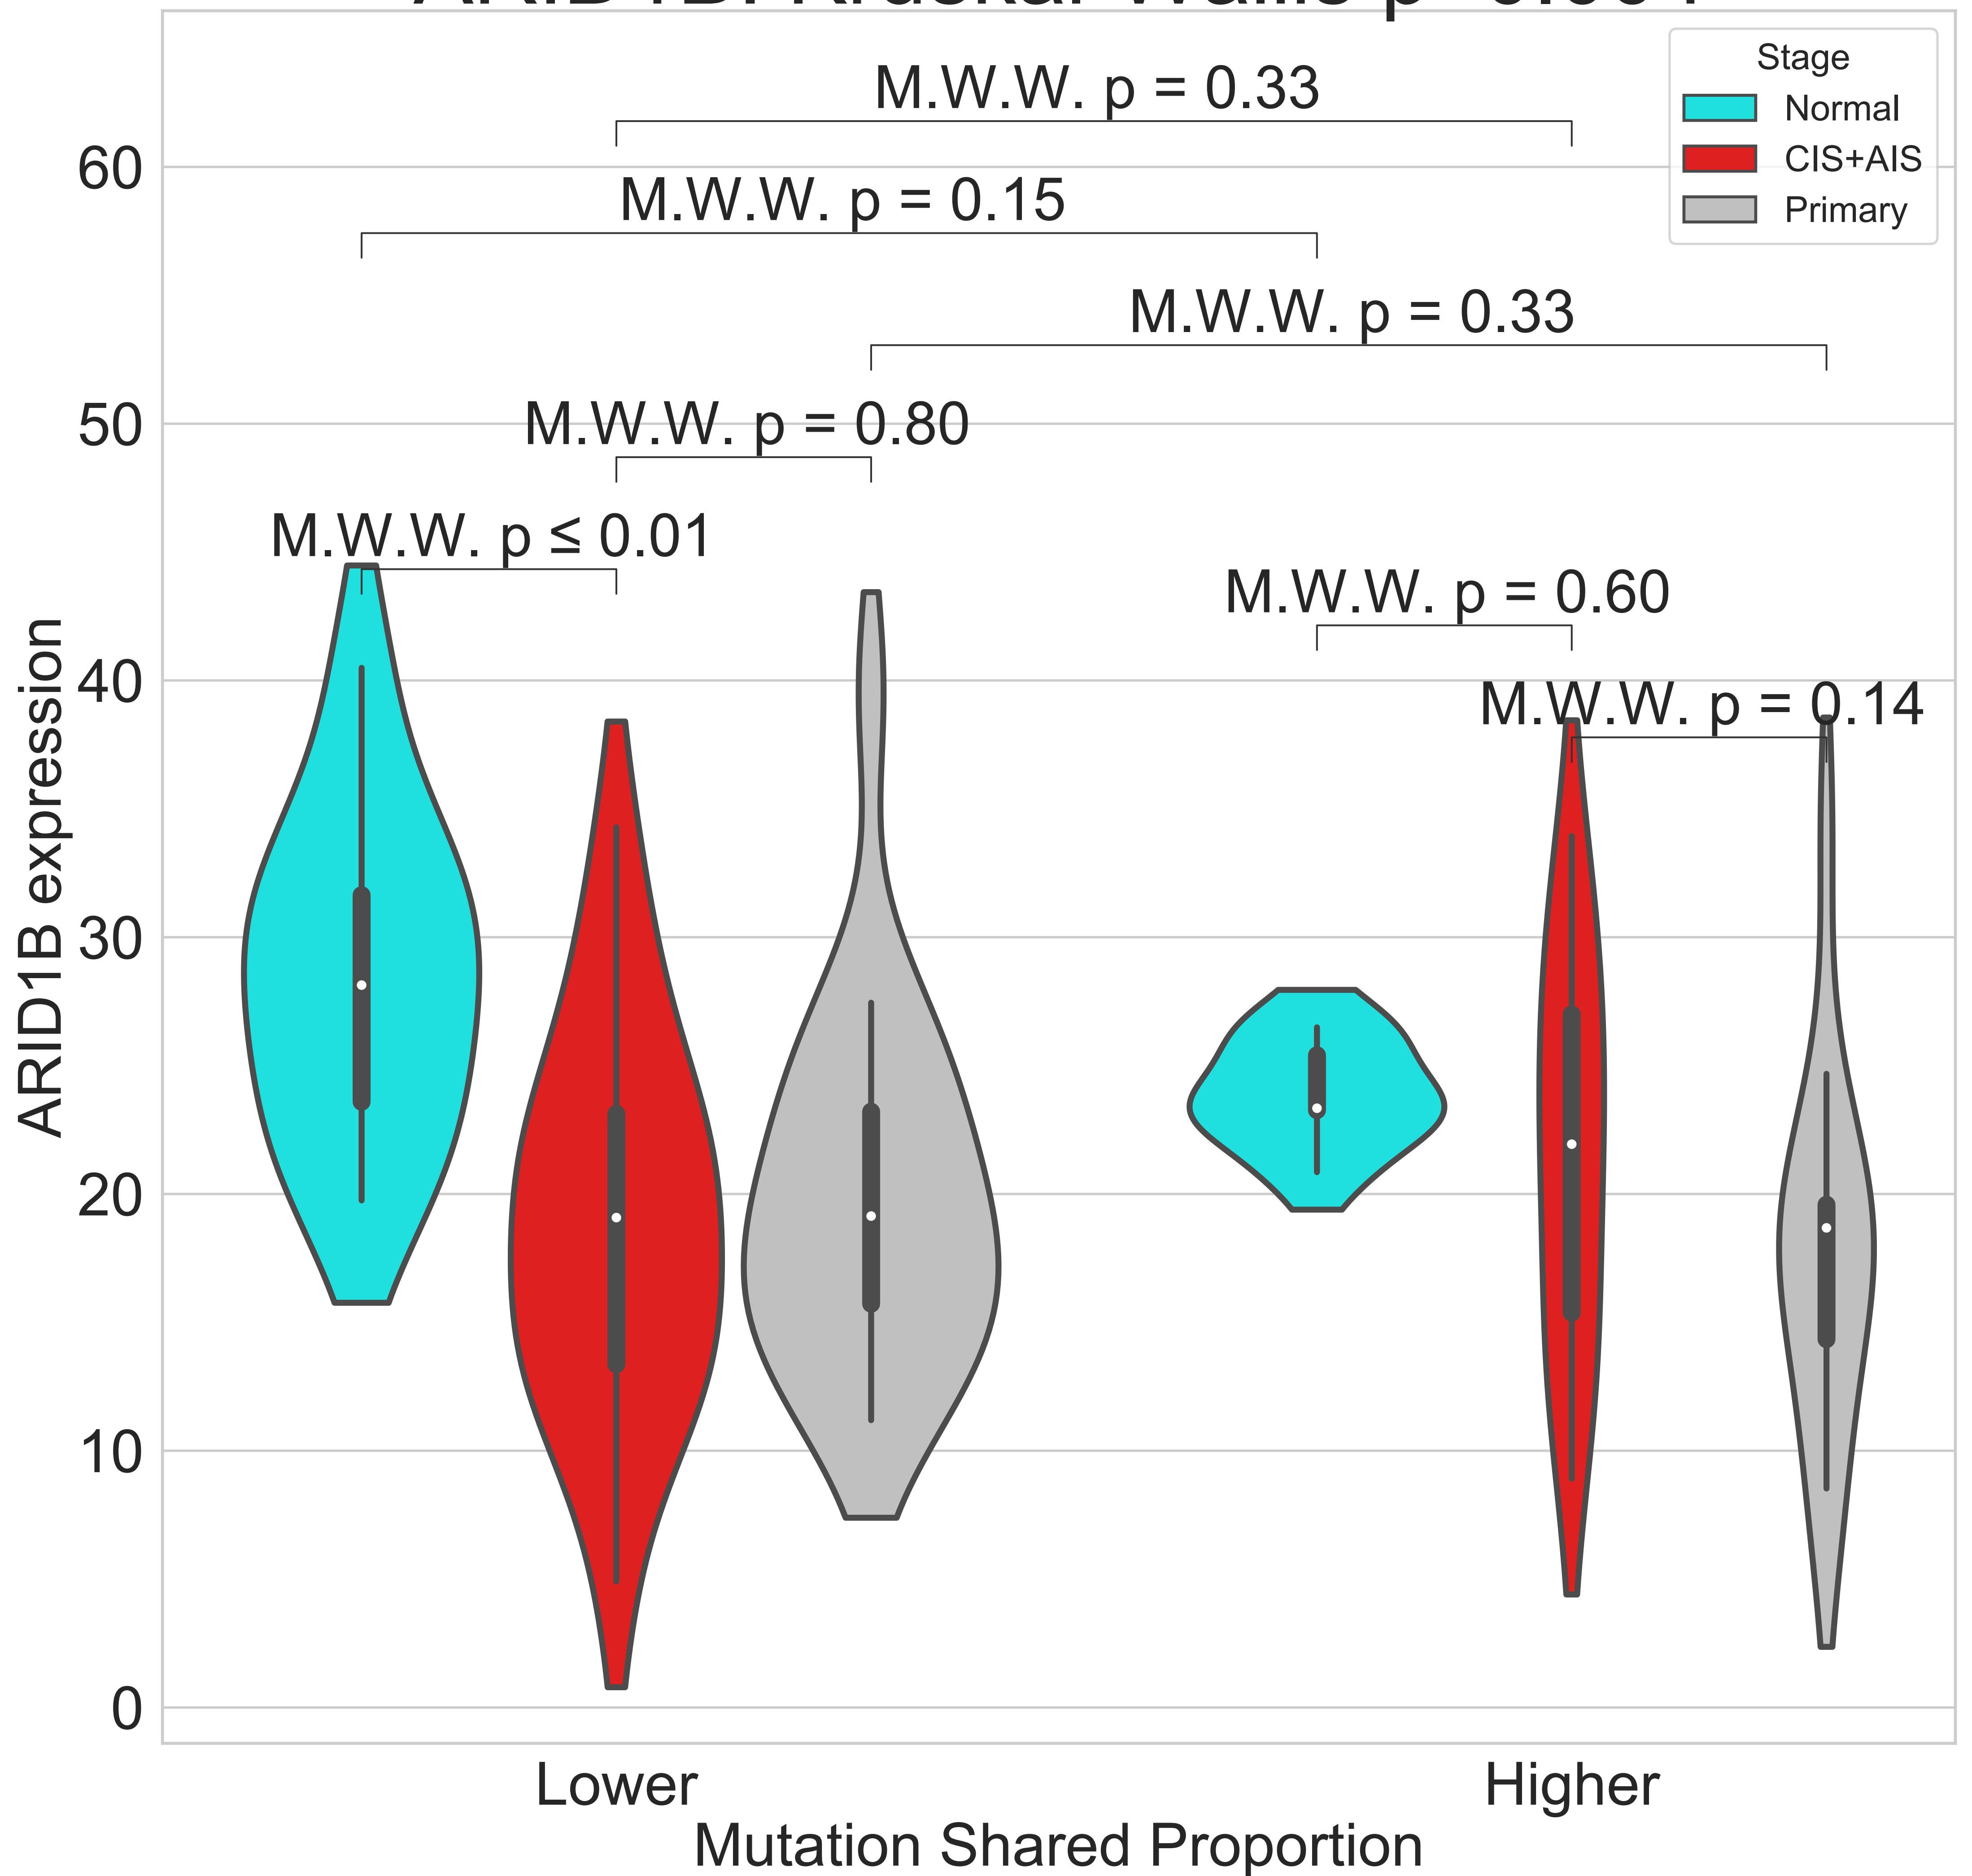 Stage
Normal
CIS+AIS
Primary
M.W.W. p = 0.33
M.W.W. p = 0.15
M.W.W. p = 0.33
M.W.W. p = 0.80
M.W.W. p ≤ 0.01
M.W.W. p = 0.60
M.W.W. p = 0.14
60
50
40
30
20
10
0
ARID1B expression
Lower
Higher
Mutation Shared Proportion